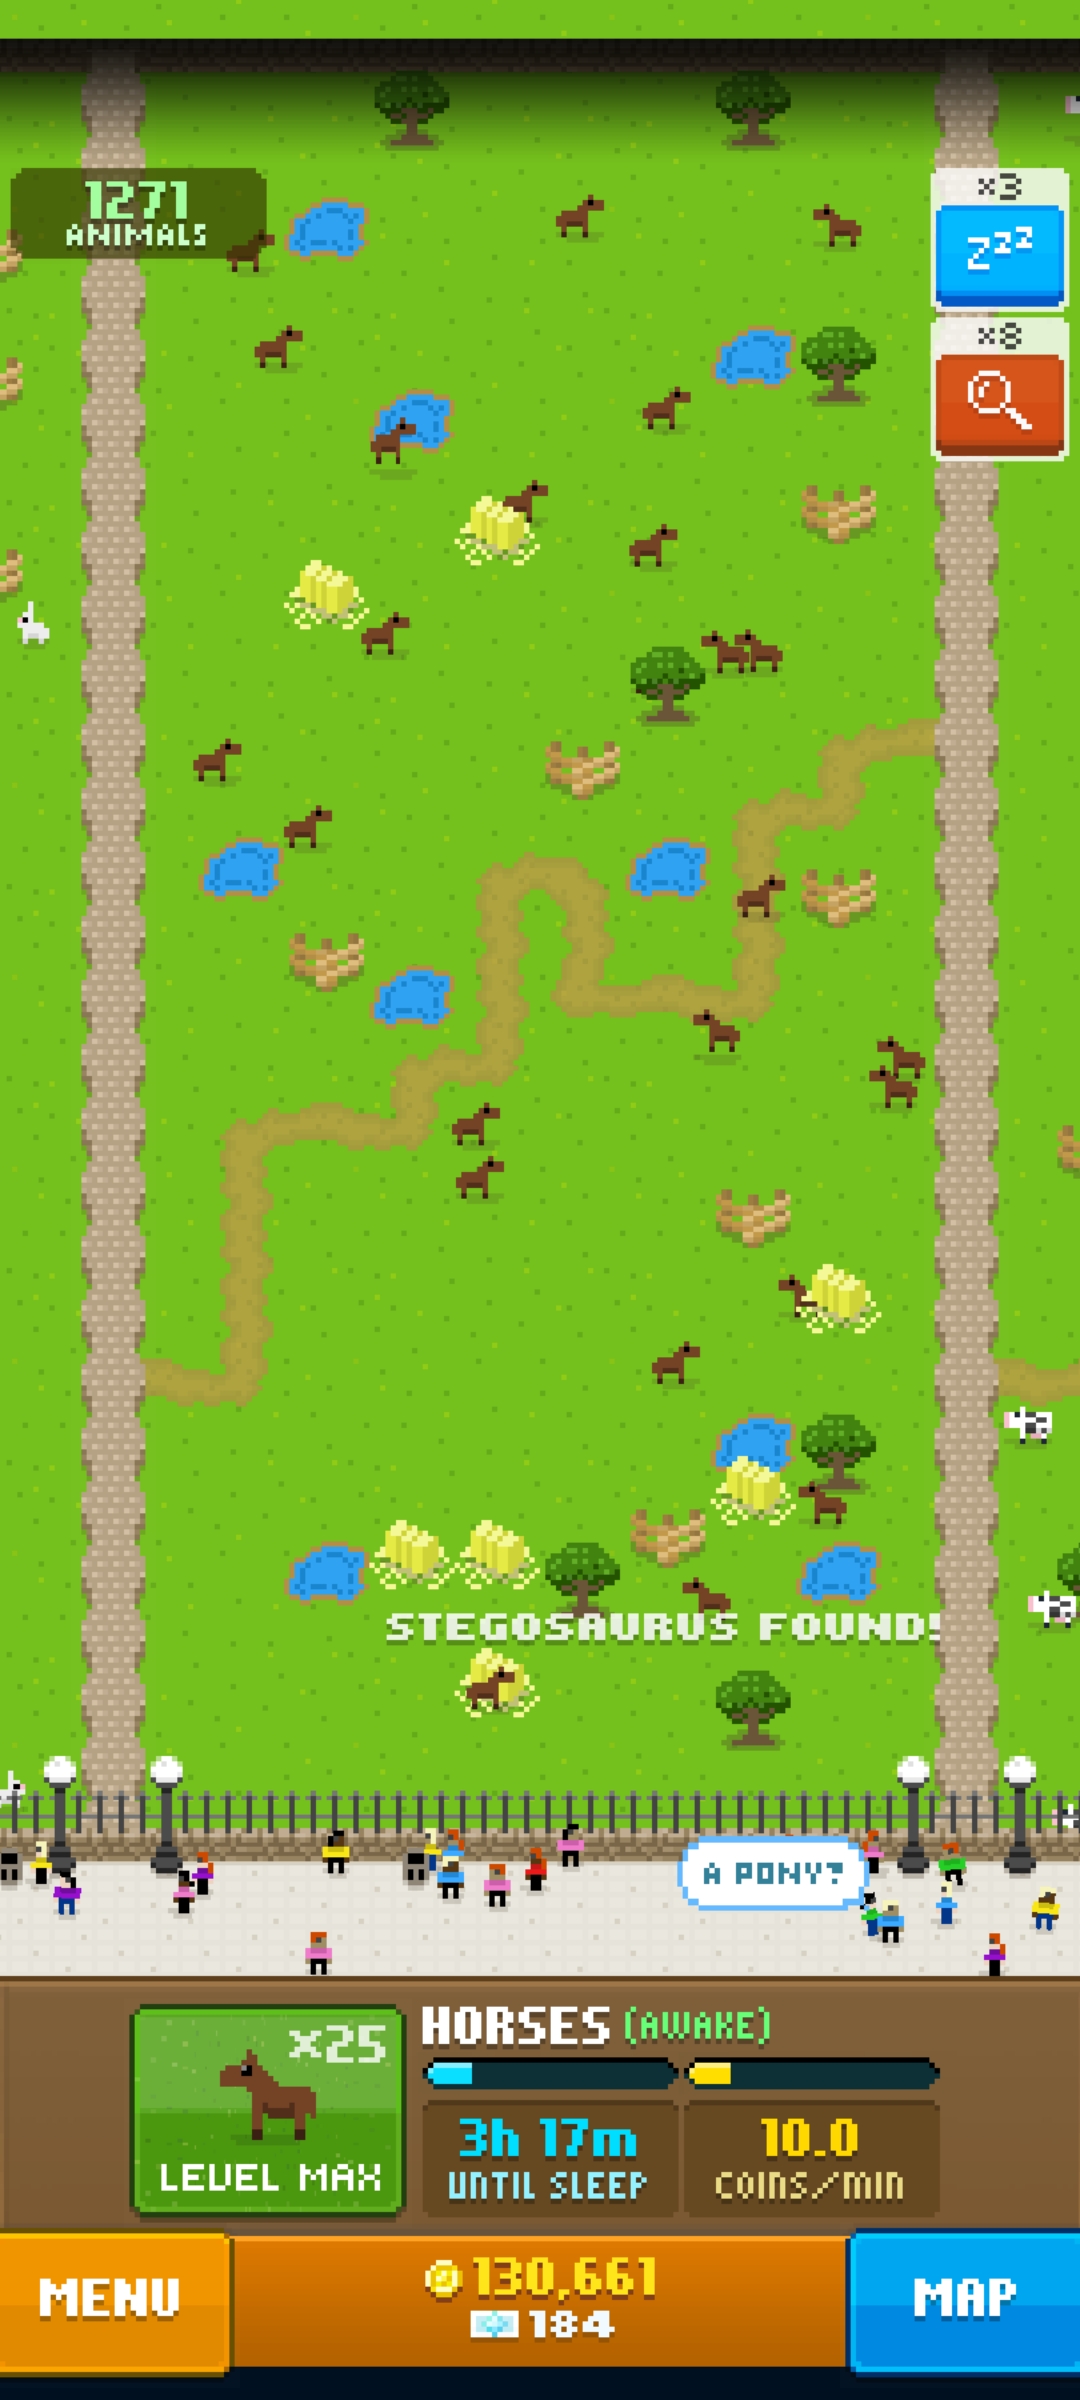 1271
ANIMALS
x3
zzz
x8
STEGOSAURUS FOUND!
A PONY?
x25
LEVEL MAX
HORSES (AWAKE)
3h 17m
UNTIL SLEEP
10.0
COINS/MIN
MENU
130,661
184
MAP